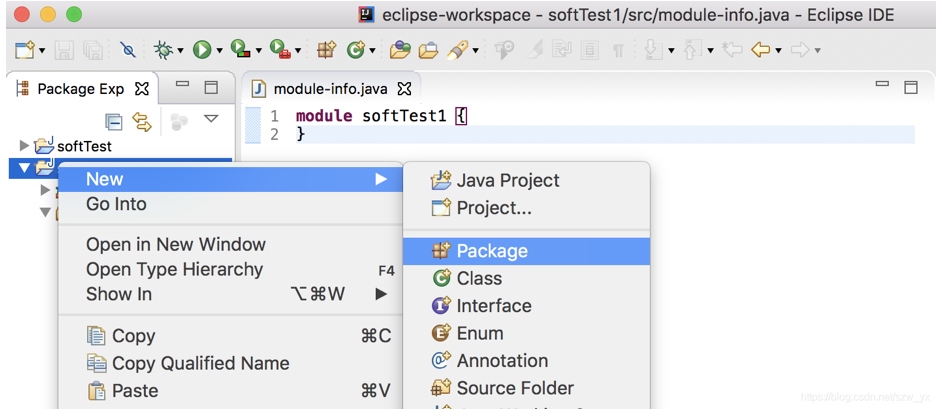 eclipse-workspace - softTest1/src/module-info.java - Eclipse IDE
Package Exp
module-info.java
1 module softTest1 {
2 }
softTest
New
Go Into
Open in New Window
Open Type Hierarchy F4
Show In ⌥⌘W
Copy ⌘C
Copy Qualified Name
Paste ⌘V
Java Project
Project...
Package
Class
Interface
Enum
Annotation
Source Folder
https://blog.csdn.net/szw_yx